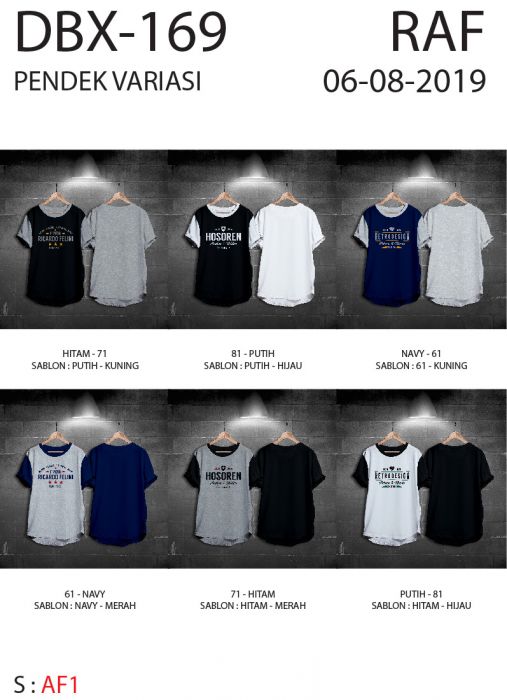 DBX-169
RAF
PENDEK VARIASI
06-08-2019
RICARDO FELINI
HOSOREN
RETRODESIGN
HITAM - 71
SABLON : PUTIH - KUNING
81 - PUTIH
SABLON : PUTIH - HIJAU
NAVY - 61
SABLON : 61 - KUNING
RICARDO FELINI
HOSOREN
RETRODESIGN
61 - NAVY
SABLON : NAVY - MERAH
71 - HITAM
SABLON : HITAM - MERAH
PUTIH - 81
SABLON : HITAM - HIJAU
S : AF1